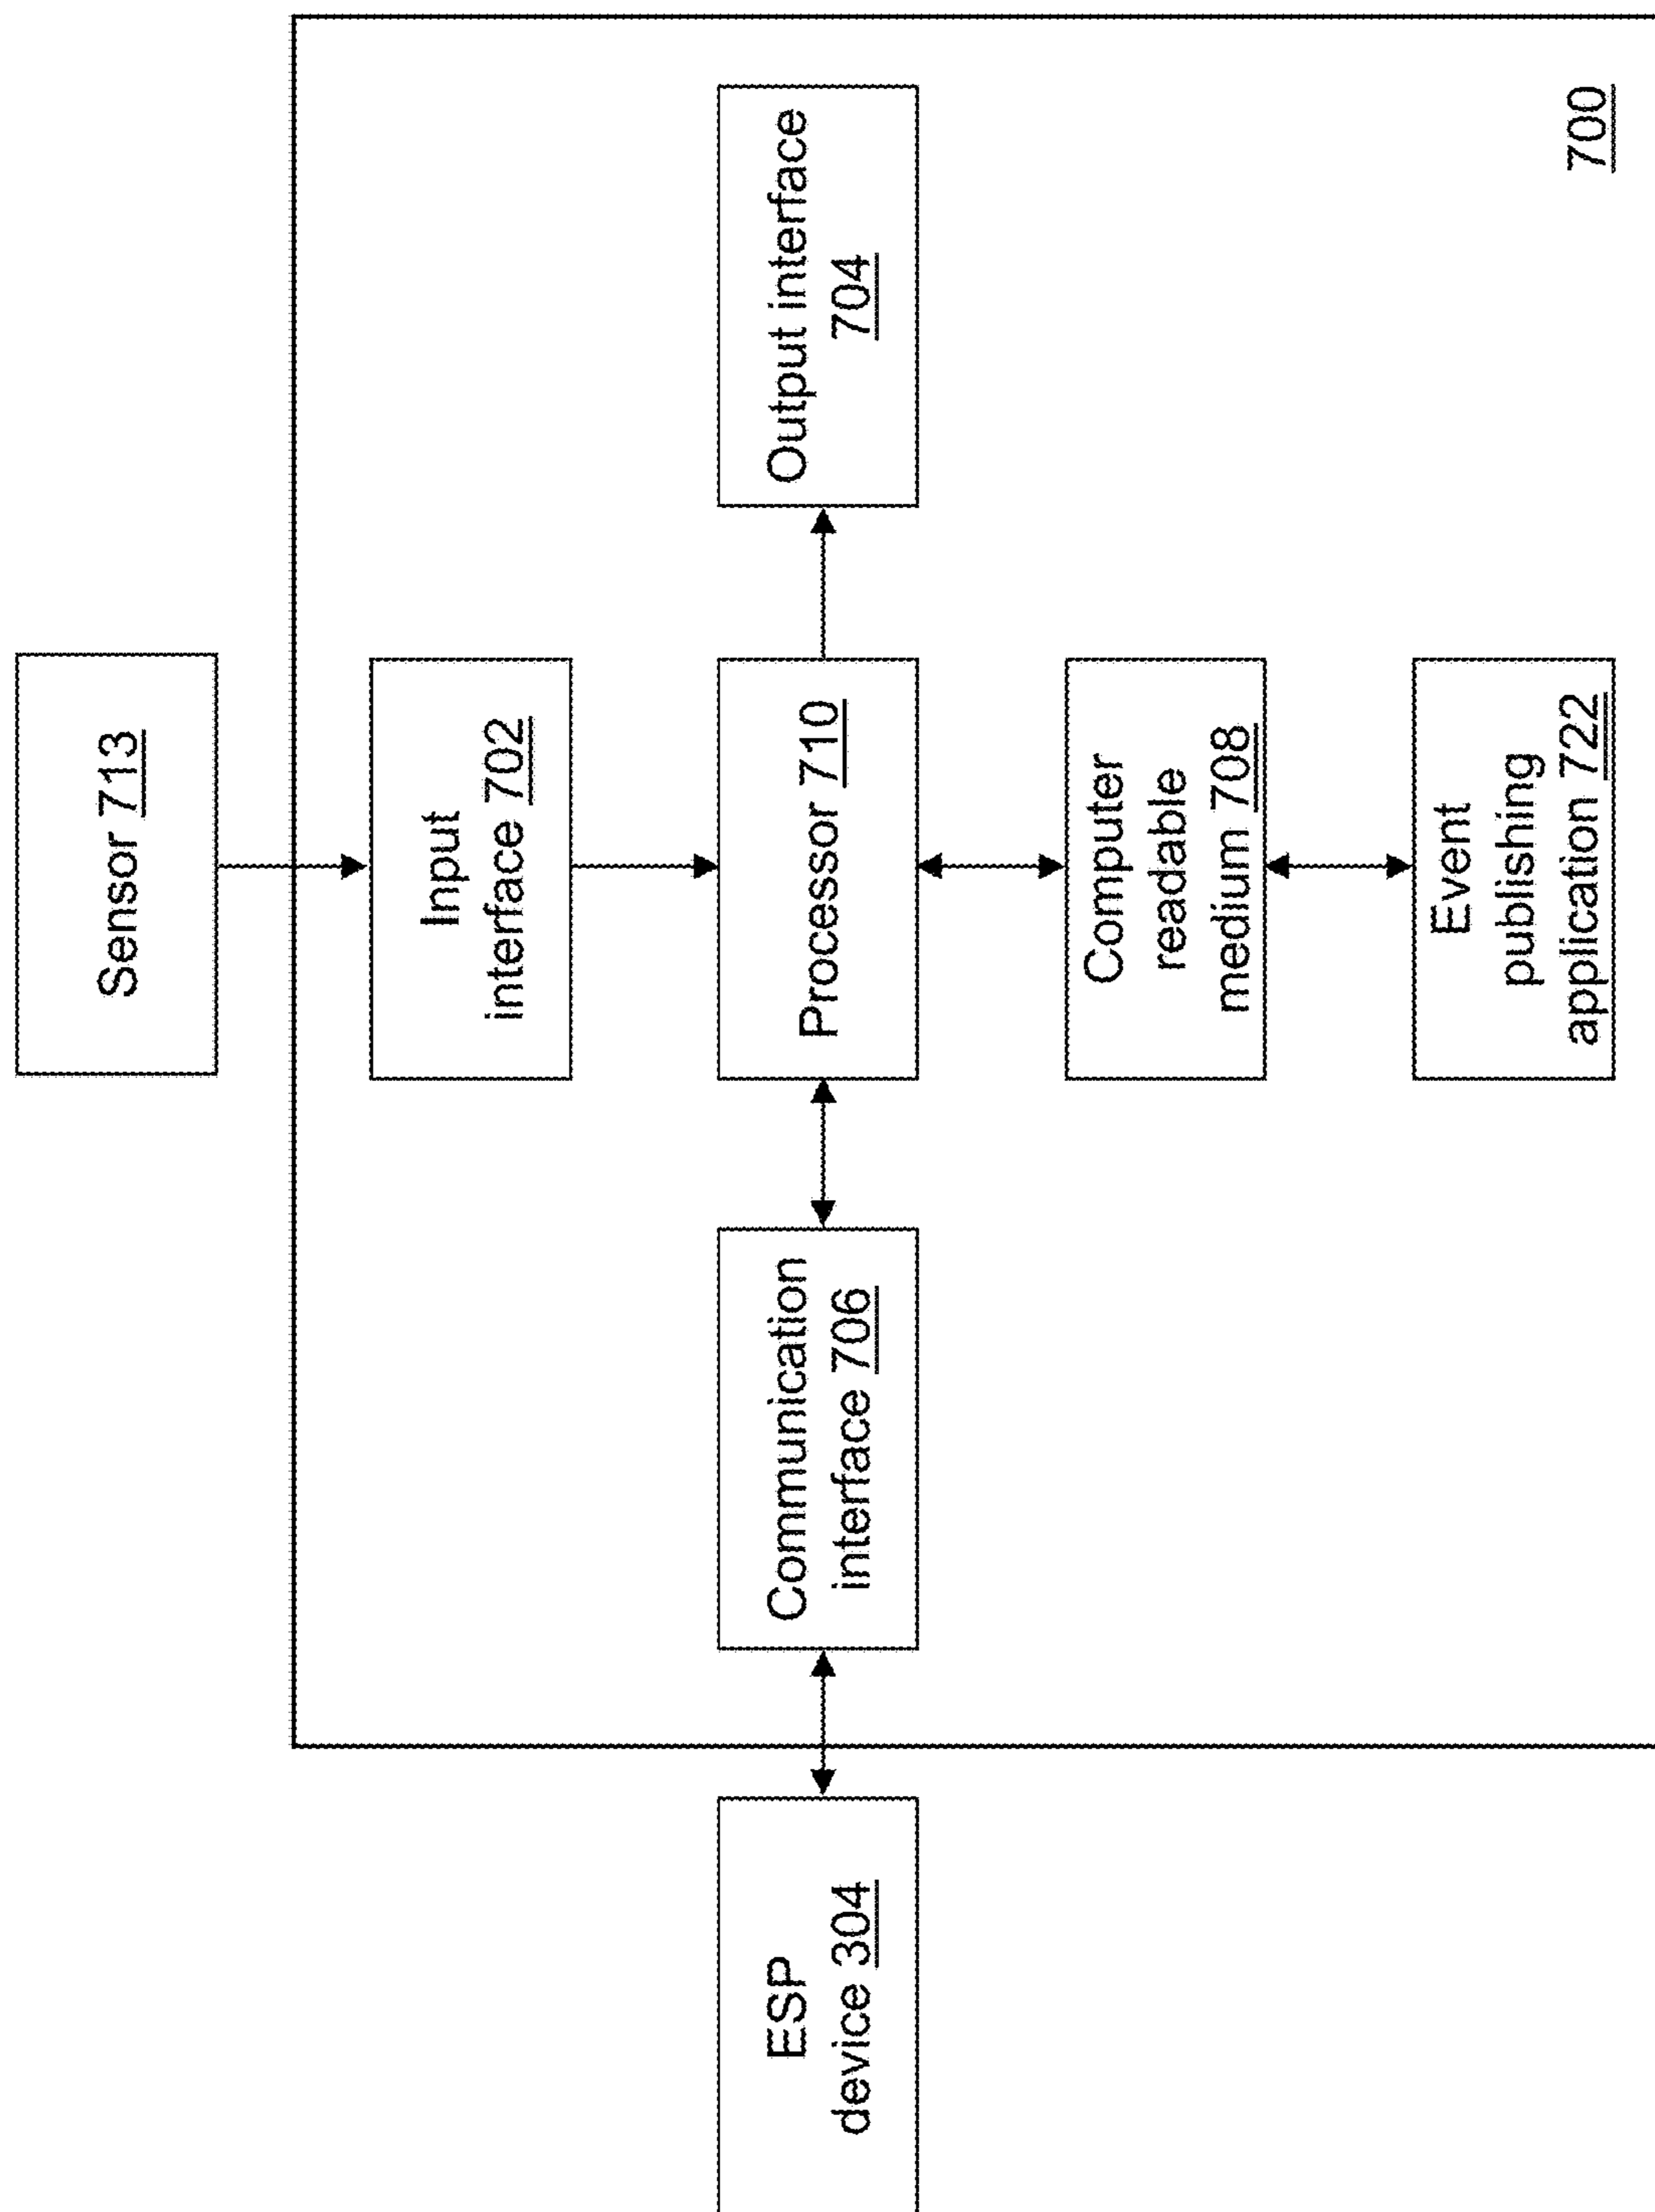 Sensor 713
Input
interface 702
ESP
device 304
Communication
interface 706
Processor 710
Output interface
704
Computer
readable
medium 708
Event
publishing
application 722
700